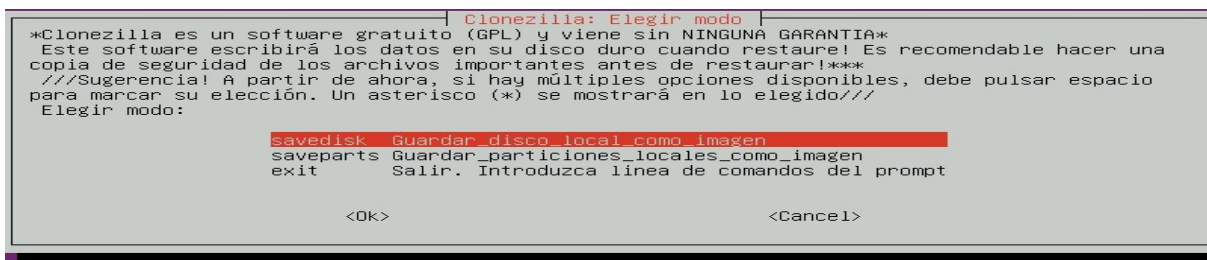 Clonezilla: Elegir modo
*Clonezilla es un software gratuito (GPL) y viene sin NINGUNA GARANTIA*
Este software escribirá los datos en su disco duro cuando restaure! Es recomendable hacer una
copia de seguridad de los archivos importantes antes de restaurar!***
///Sugerencia! A partir de ahora, si hay múltiples opciones disponibles, debe pulsar espacio
para marcar su elección. Un asterisco (*) se mostrará en lo elegido///
Elegir modo:
savedisk Guardar_disco_local_como_imagen
saveparts Guardar_particiones_locales_como_imagen
exit Salir. Introduzca linea de comandos del prompt
<Ok> <Cancel>